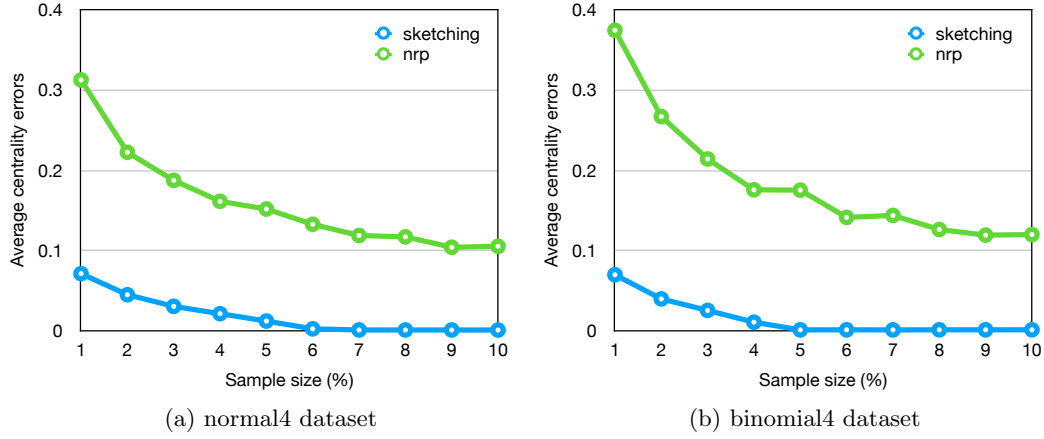 Average centrality errors
0.4
0.3
0.2
0.1
0
sketching
nrp
1 2 3 4 5 6 7 8 9 10
Sample size (%)
(a) normal4 dataset
Average centrality errors
0.4
0.3
0.2
0.1
0
sketching
nrp
1 2 3 4 5 6 7 8 9 10
Sample size (%)
(b) binomial4 dataset